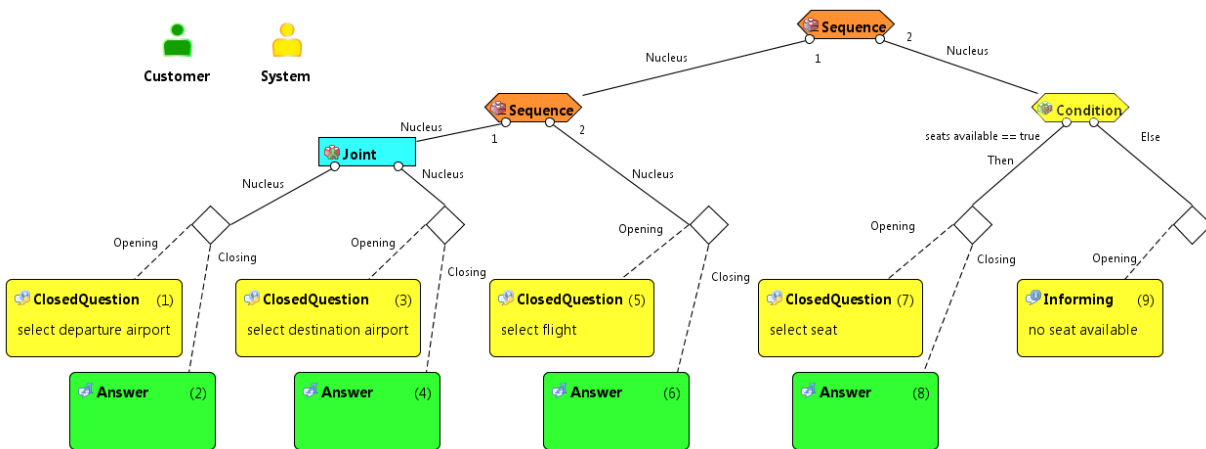 Sequence
2
Nucleus
Nucleus
1
Customer
System
Sequence
Condition
Nucleus
2
1
seats available == true
Else
Joint
Then
Nucleus
Nucleus
Nucleus
Opening
Closing
Opening
Closing
Opening
Closing
Opening
Closing
Opening
ClosedQuestion (1)
select departure airport
ClosedQuestion (3)
select destination airport
ClosedQuestion (5)
select flight
ClosedQuestion (7)
select seat
Informing (9)
no seat available
Answer (2)
Answer (4)
Answer (6)
Answer (8)